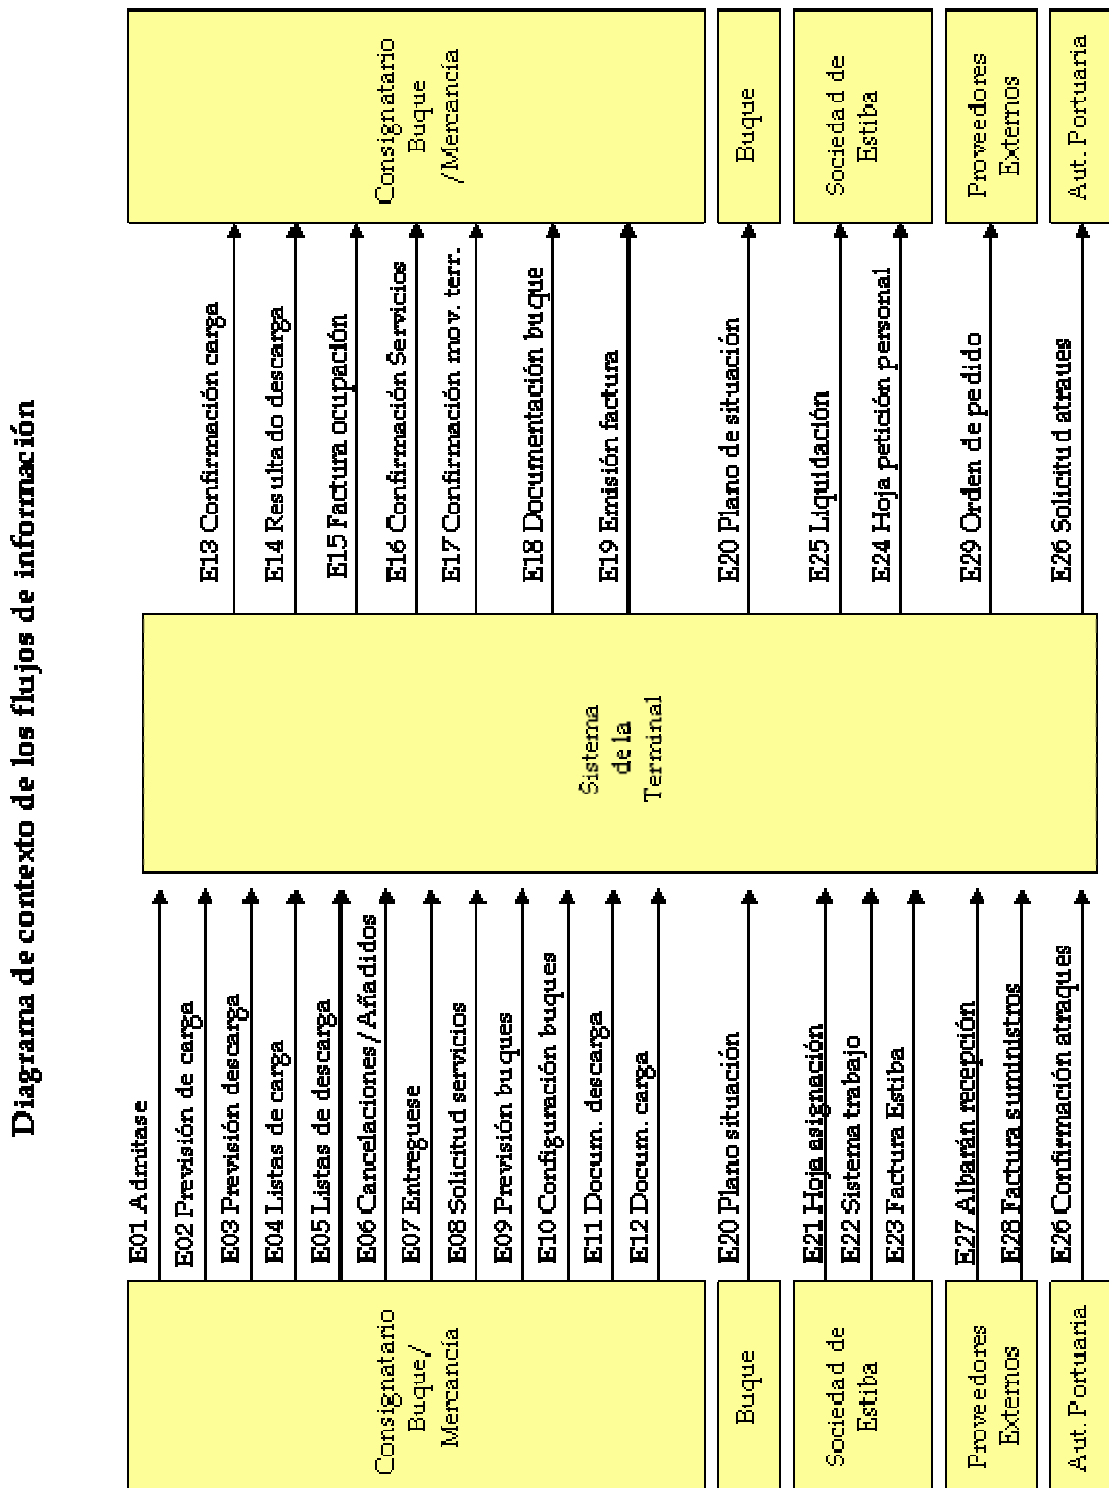 Diagrama de contexto de los flujos de información
Consignatario
Buque/
Mercancía
Buque
Sociedad de
Estiba
Proveedores
Externos
Aut. Portuaria
E01 Admitase
E02 Previsión de carga
E03 Previsión descarga
E04 Listas de carga
E05 Listas de descarga
E06 Cancelaciones/Añadidos
E07 Entreguese
E08 Solicitud servicios
E09 Previsión buques
E10 Configuración buques
E11 Docum. descarga
E12 Docum. carga
E20 Plano situación
E21 Hoja asignación
E22 Sistema trabajo
E23 Factura Estiba
E27 Albarán recepción
E28 Factura suministros
E26 Confirmación atraques
Sistema
de la
Terminal
E13 Confirmación carga
E14 Resultado descarga
E15 Factura ocupación
E16 Confirmación Servicios
E17 Confirmación mov. terr.
E18 Documentación buque
E19 Emisión factura
E20 Plano de situación
E25 Liquidación
E24 Hoja petición personal
E29 Orden de pedido
E26 Solicitud atraues
Consignatario
Buque
/Mercancía
Buque
Sociedad de
Estiba
Proveedores
Externos
Aut. Portuaria